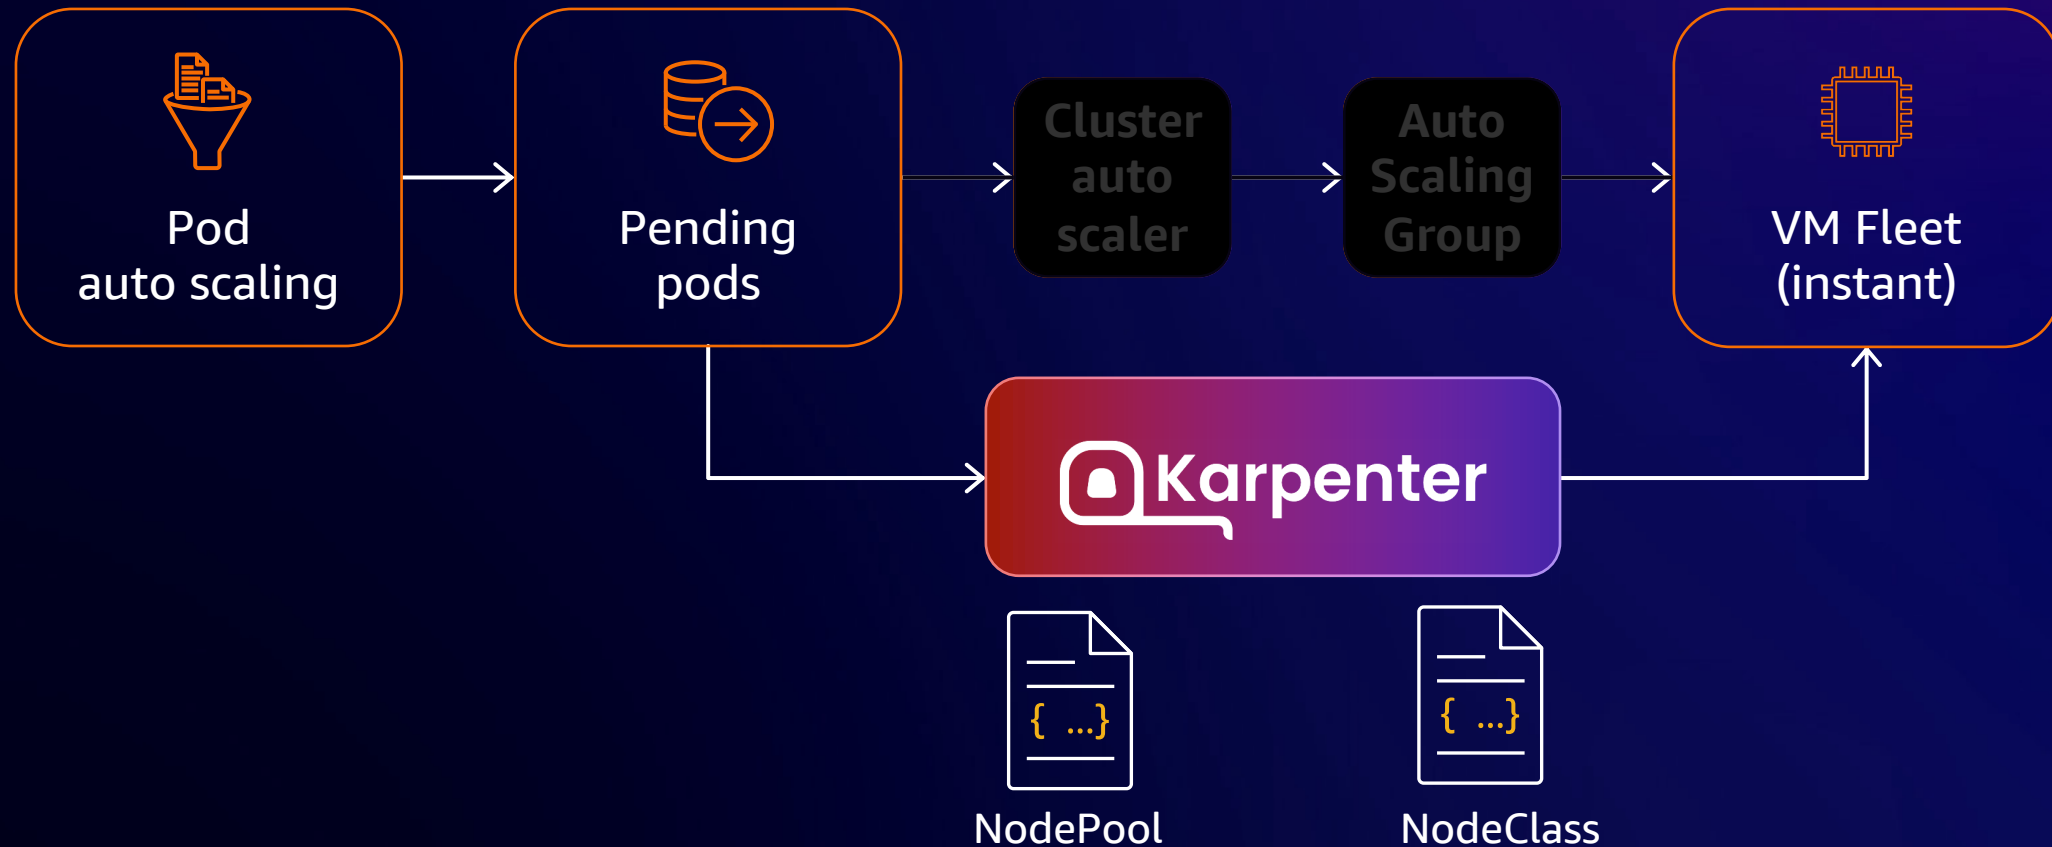 Pod
auto scaling
Pending
pods
Cluster
auto
scaler
Auto
Scaling
Group
VM Fleet
(instant)
Karpenter
{ ...}
{ ...}
NodePool
NodeClass